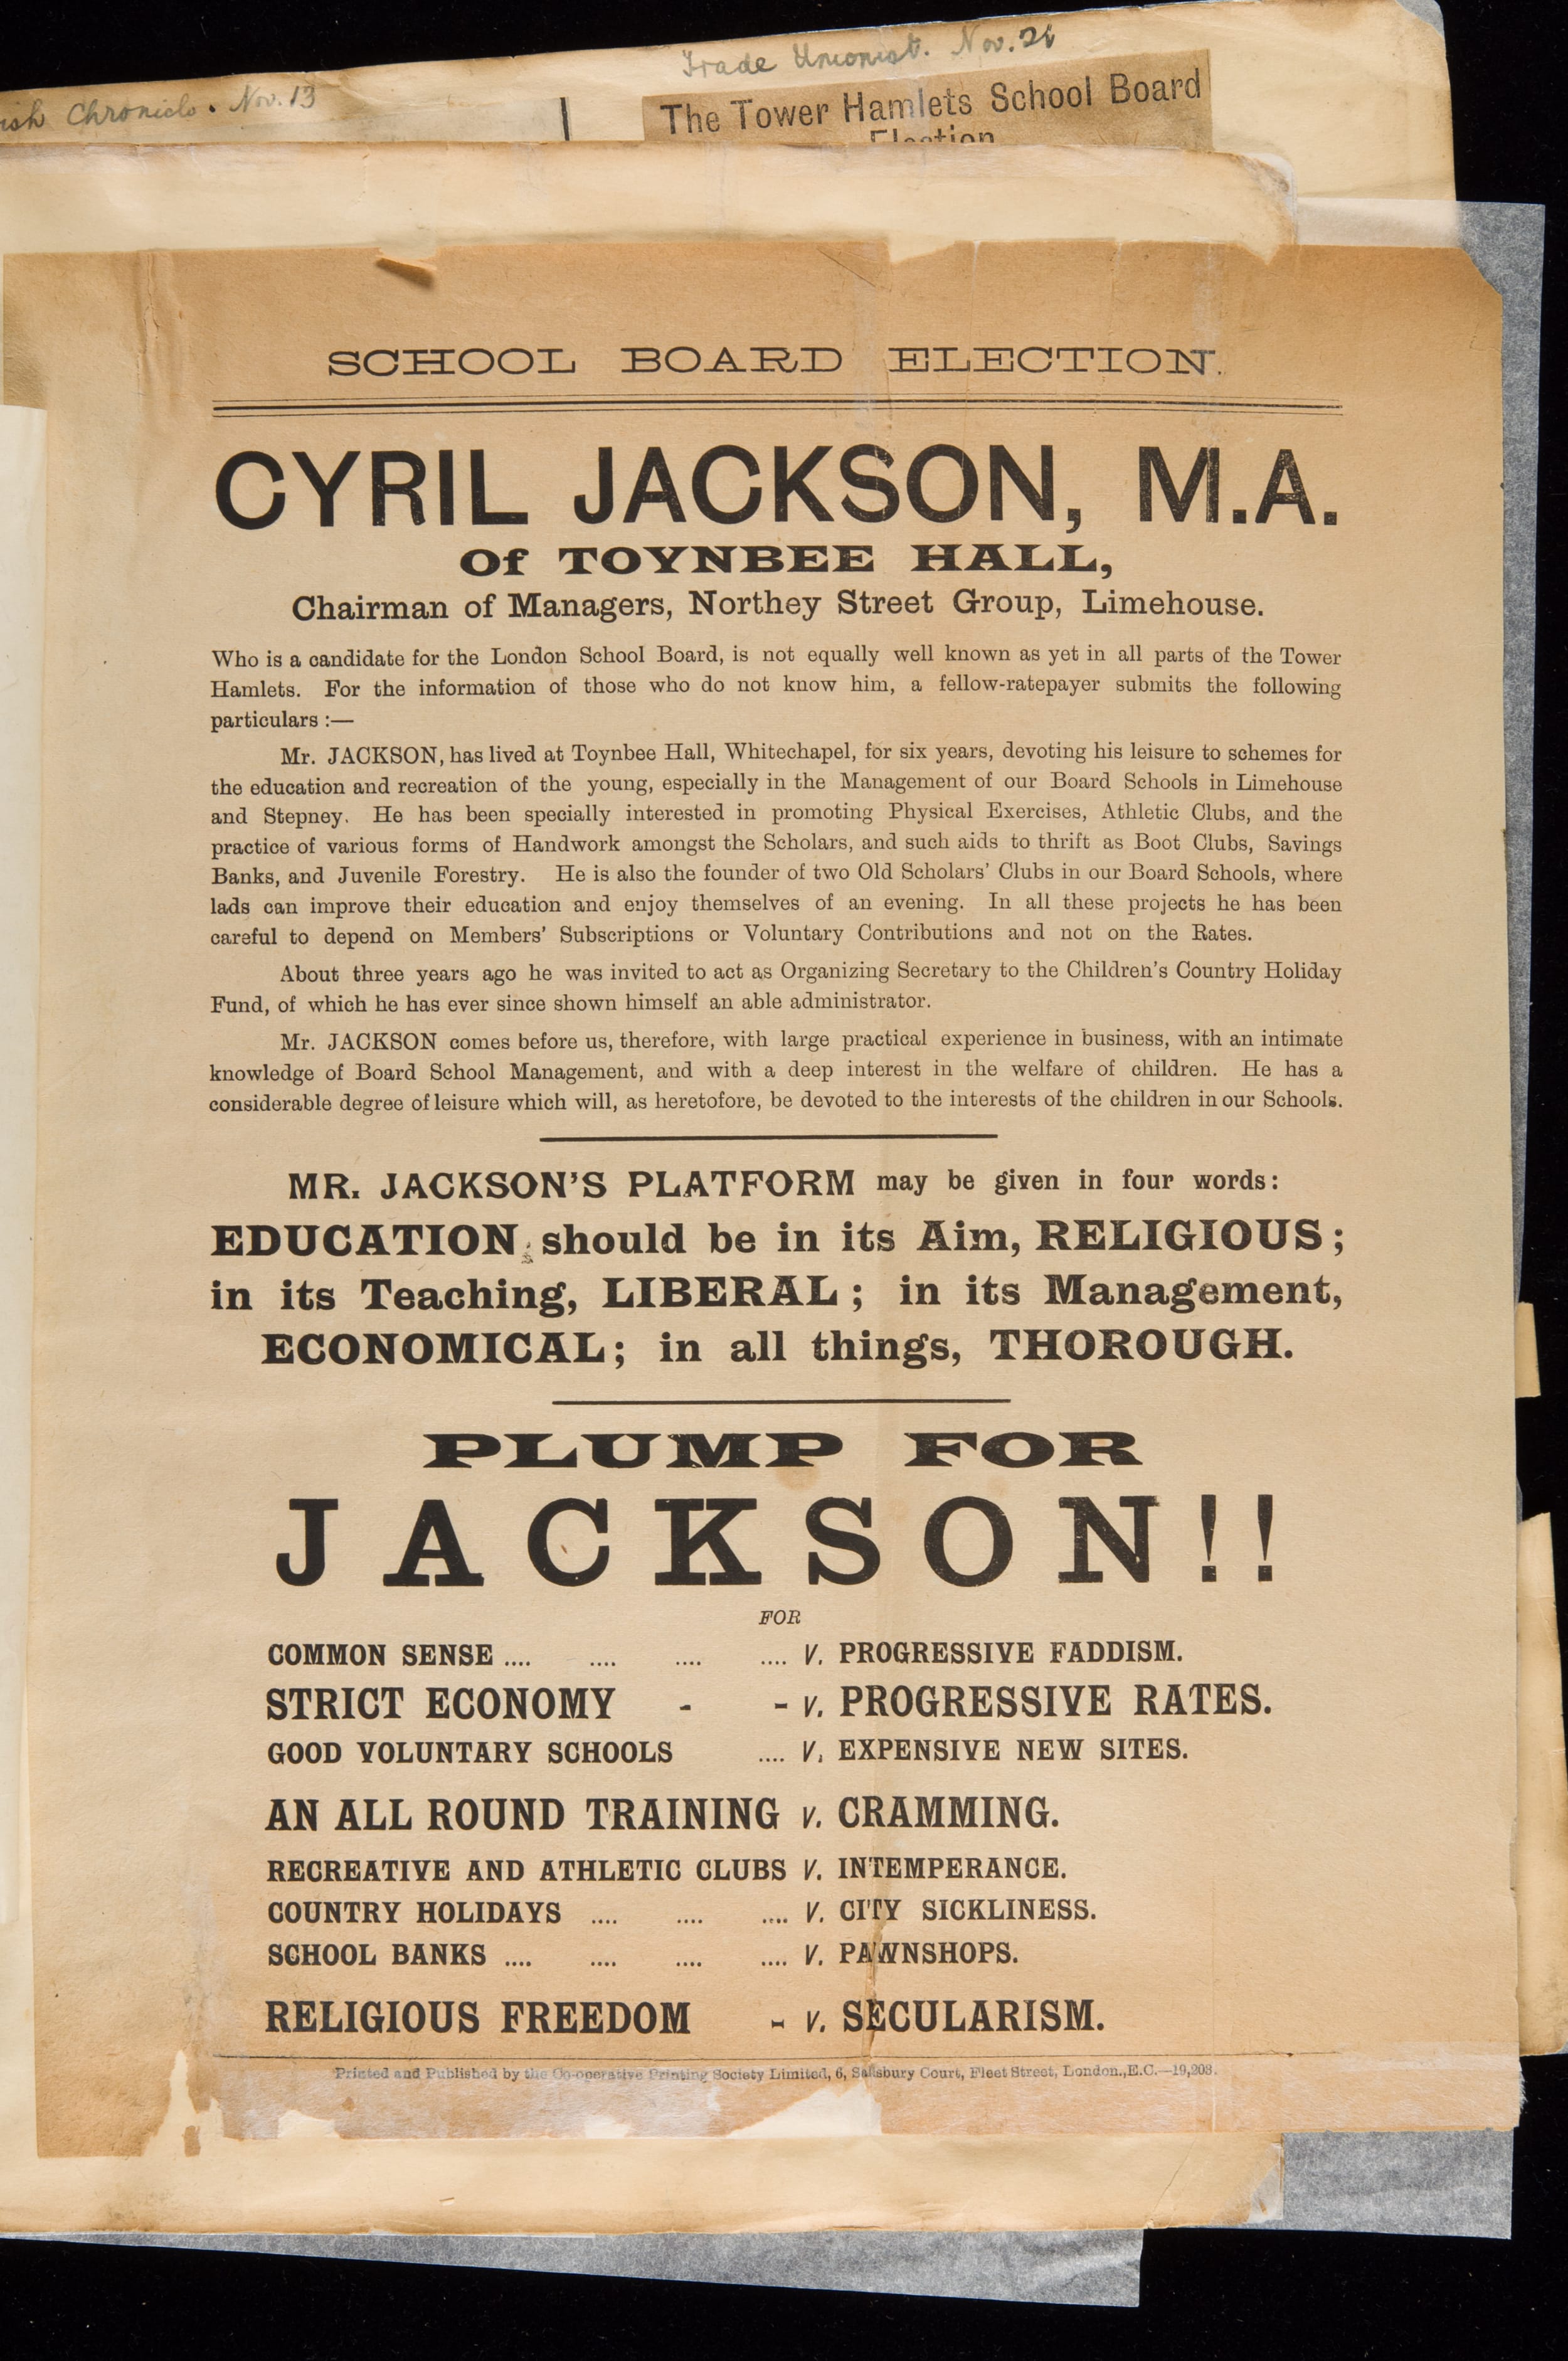 Trade Unionist. Nov. 21
ish Chronicle. Nov. 13
The Tower Hamlets School Board
Election
SCHOOL BOARD ELECTION.
CYRIL JACKSON, M.A.
Of TOYNBEE HALL,
Chairman of Managers, Northey Street Group, Limehouse.
Who is a candidate for the London School Board, is not equally well known as yet in all parts of the Tower
Hamlets. For the information of those who do not know him, a fellow-ratepayer submits the following
particulars :—
Mr. JACKSON, has lived at Toynbee Hall, Whitechapel, for six years, devoting his leisure to schemes for
the education and recreation of the young, especially in the Management of our Board Schools in Limehouse
and Stepney. He has been specially interested in promoting Physical Exercises, Athletic Clubs, and the
practice of various forms of Handwork amongst the Scholars, and such aids to thrift as Boot Clubs, Savings
Banks, and Juvenile Forestry. He is also the founder of two Old Scholars' Clubs in our Board Schools, where
lads can improve their education and enjoy themselves of an evening. In all these projects he has been
careful to depend on Members' Subscriptions or Voluntary Contributions and not on the Rates.
About three years ago he was invited to act as Organizing Secretary to the Children's Country Holiday
Fund, of which he has ever since shown himself an able administrator.
Mr. JACKSON comes before us, therefore, with large practical experience in business, with an intimate
knowledge of Board School Management, and with a deep interest in the welfare of children. He has a
considerable degree of leisure which will, as heretofore, be devoted to the interests of the children in our Schools.
MR. JACKSON'S PLATFORM may be given in four words:
EDUCATION should be in its Aim, RELIGIOUS;
in its Teaching, LIBERAL; in its Management,
ECONOMICAL; in all things, THOROUGH.
PLUMP FOR
JACKSON!!
FOR
COMMON SENSE .... .... .... .... V. PROGRESSIVE FADDISM.
STRICT ECONOMY - - V. PROGRESSIVE RATES.
GOOD VOLUNTARY SCHOOLS .... V. EXPENSIVE NEW SITES.
AN ALL ROUND TRAINING V. CRAMMING.
RECREATIVE AND ATHLETIC CLUBS V. INTEMPERANCE.
COUNTRY HOLIDAYS .... .... .... V. CITY SICKLINESS.
SCHOOL BANKS .... .... .... .... V. PAWNSHOPS.
RELIGIOUS FREEDOM - V. SECULARISM.
Printed and Published by the Co-operative Printing Society Limited, 6, Salisbury Court, Fleet Street, London., E.C.—19,203.